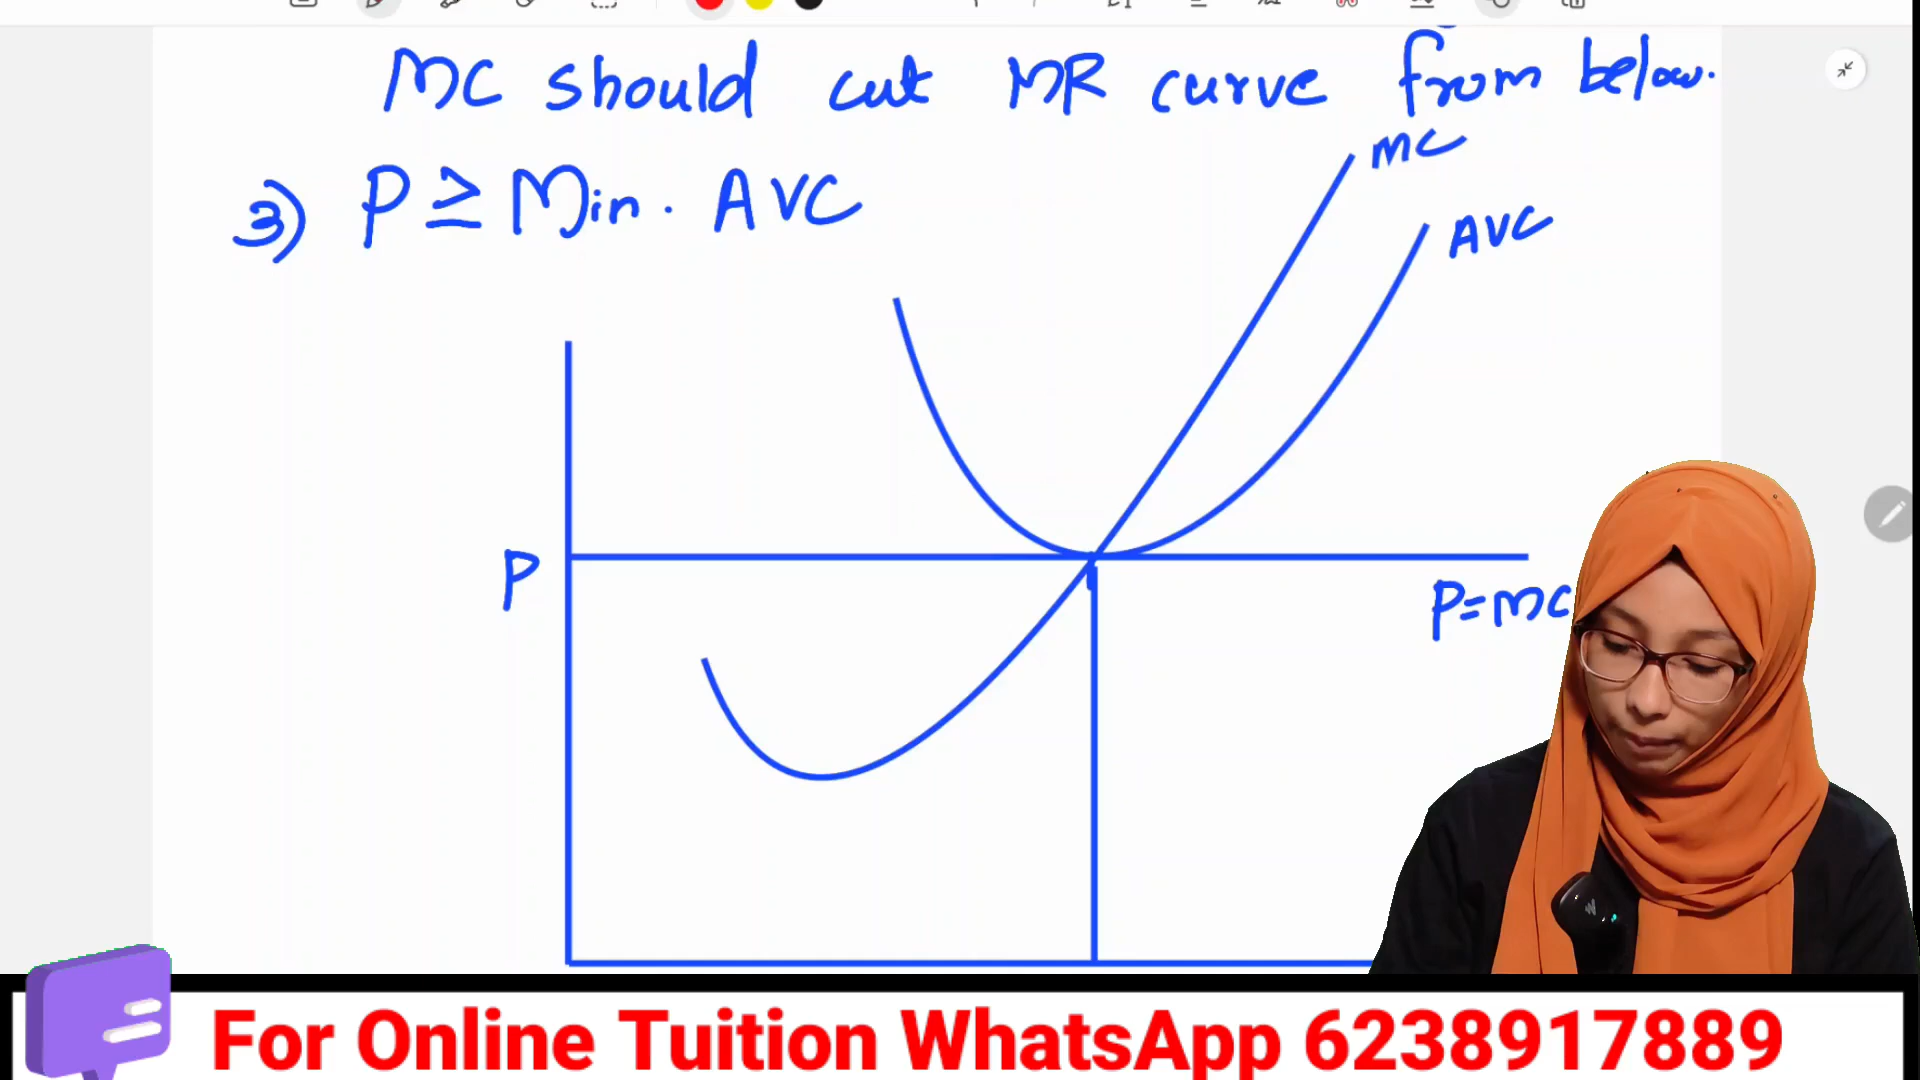 MC should cut MR curve from below.
3) P ≥ Min. AVC
MC
AVC
P
P=MC
For Online Tuition WhatsApp 6238917889